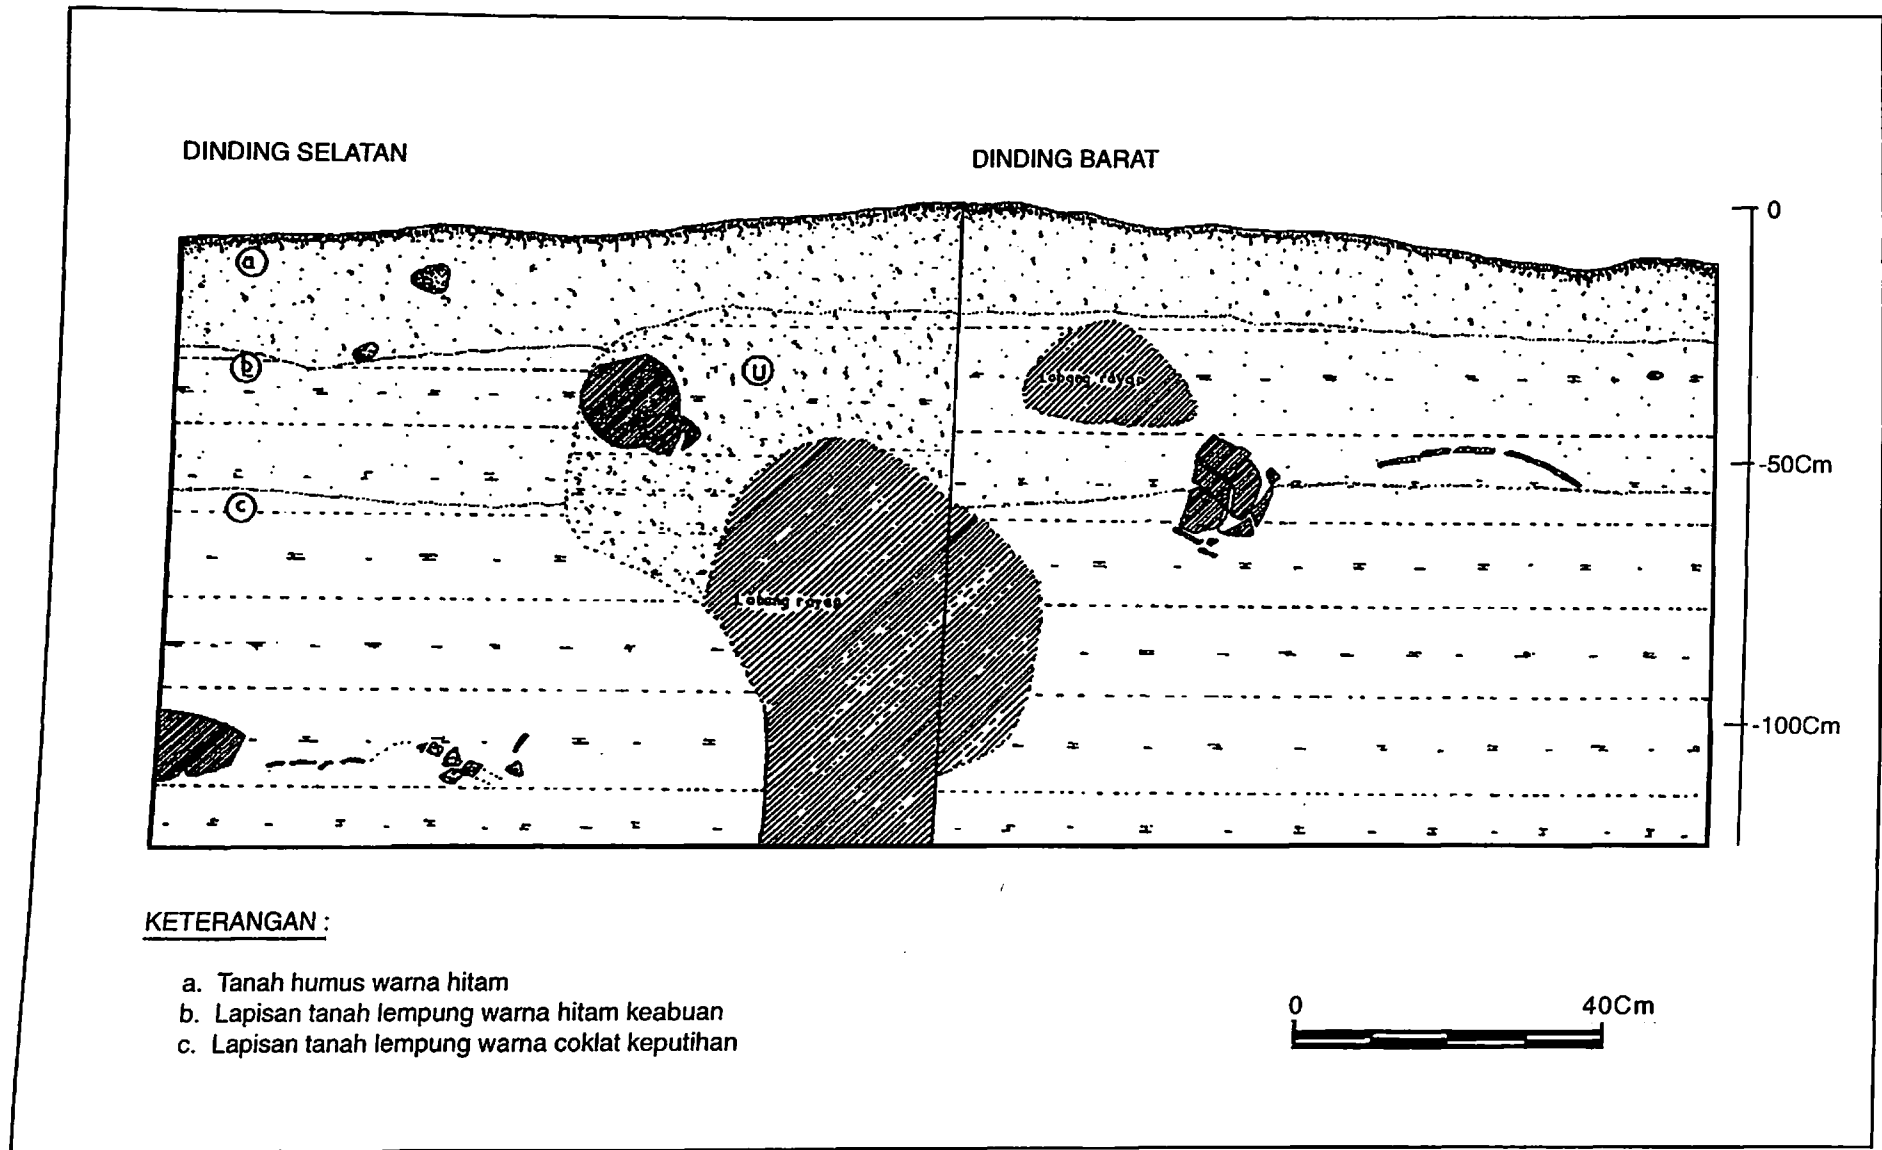 DINDING SELATAN
DINDING BARAT
0
a
b
U
Lobang rayap
-50Cm
c
Lobang rayap
-100Cm
KETERANGAN :
a. Tanah humus warna hitam
b. Lapisan tanah lempung warna hitam keabuan
c. Lapisan tanah lempung warna coklat keputihan
0 40Cm